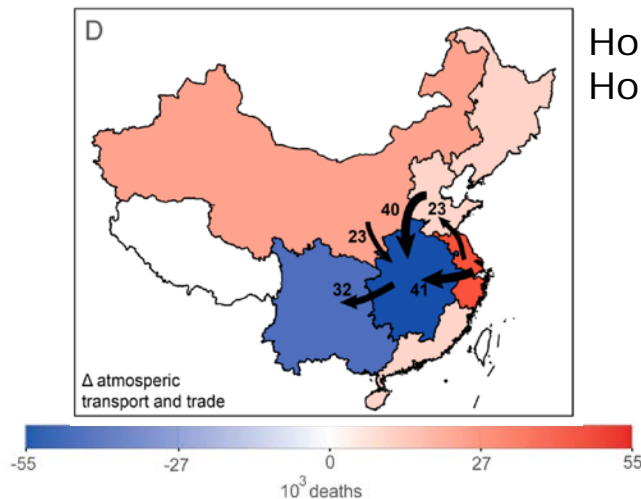 D
Ho
Ho
40
23
23
32
41
Δ atmosperic
transport and trade
-55
-27
0
27
55
10³ deaths